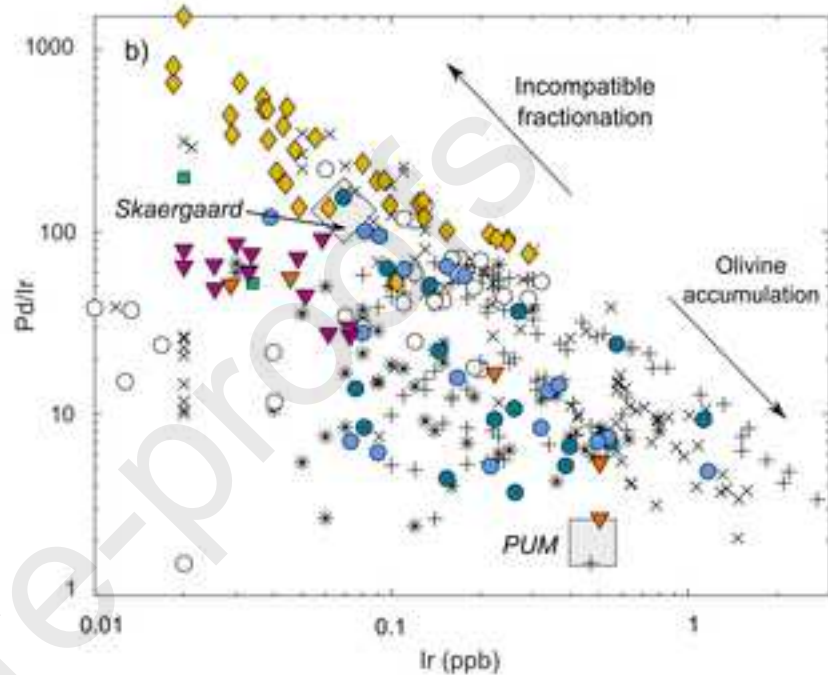 b)
1000
100
10
1
Pd/Ir
Incompatible
fractionation
Skaergaard
Olivine
accumulation
PUM
0.01
0.1
1
Ir (ppb)
e-proofs